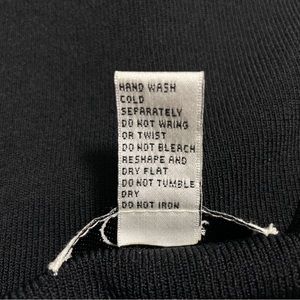 HAND WASH
COLD
SEPARATELY
DO NOT WRING
OR TWIST
DO NOT BLEACH
RESHAPE AND
DRY FLAT
DO NOT TUMBLE
DRY
DO NOT IRON